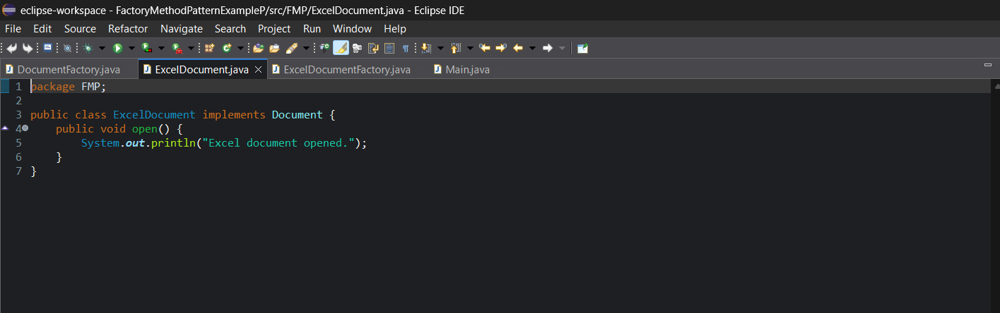 eclipse-workspace - FactoryMethodPatternExampleP/src/FMP/ExcelDocument.java - Eclipse IDE
File Edit Source Refactor Navigate Search Project Run Window Help
DocumentFactory.java ExcelDocument.java ExcelDocumentFactory.java Main.java
1 package FMP;
2
3 public class ExcelDocument implements Document {
4 public void open() {
5 System.out.println("Excel document opened.");
6 }
7 }